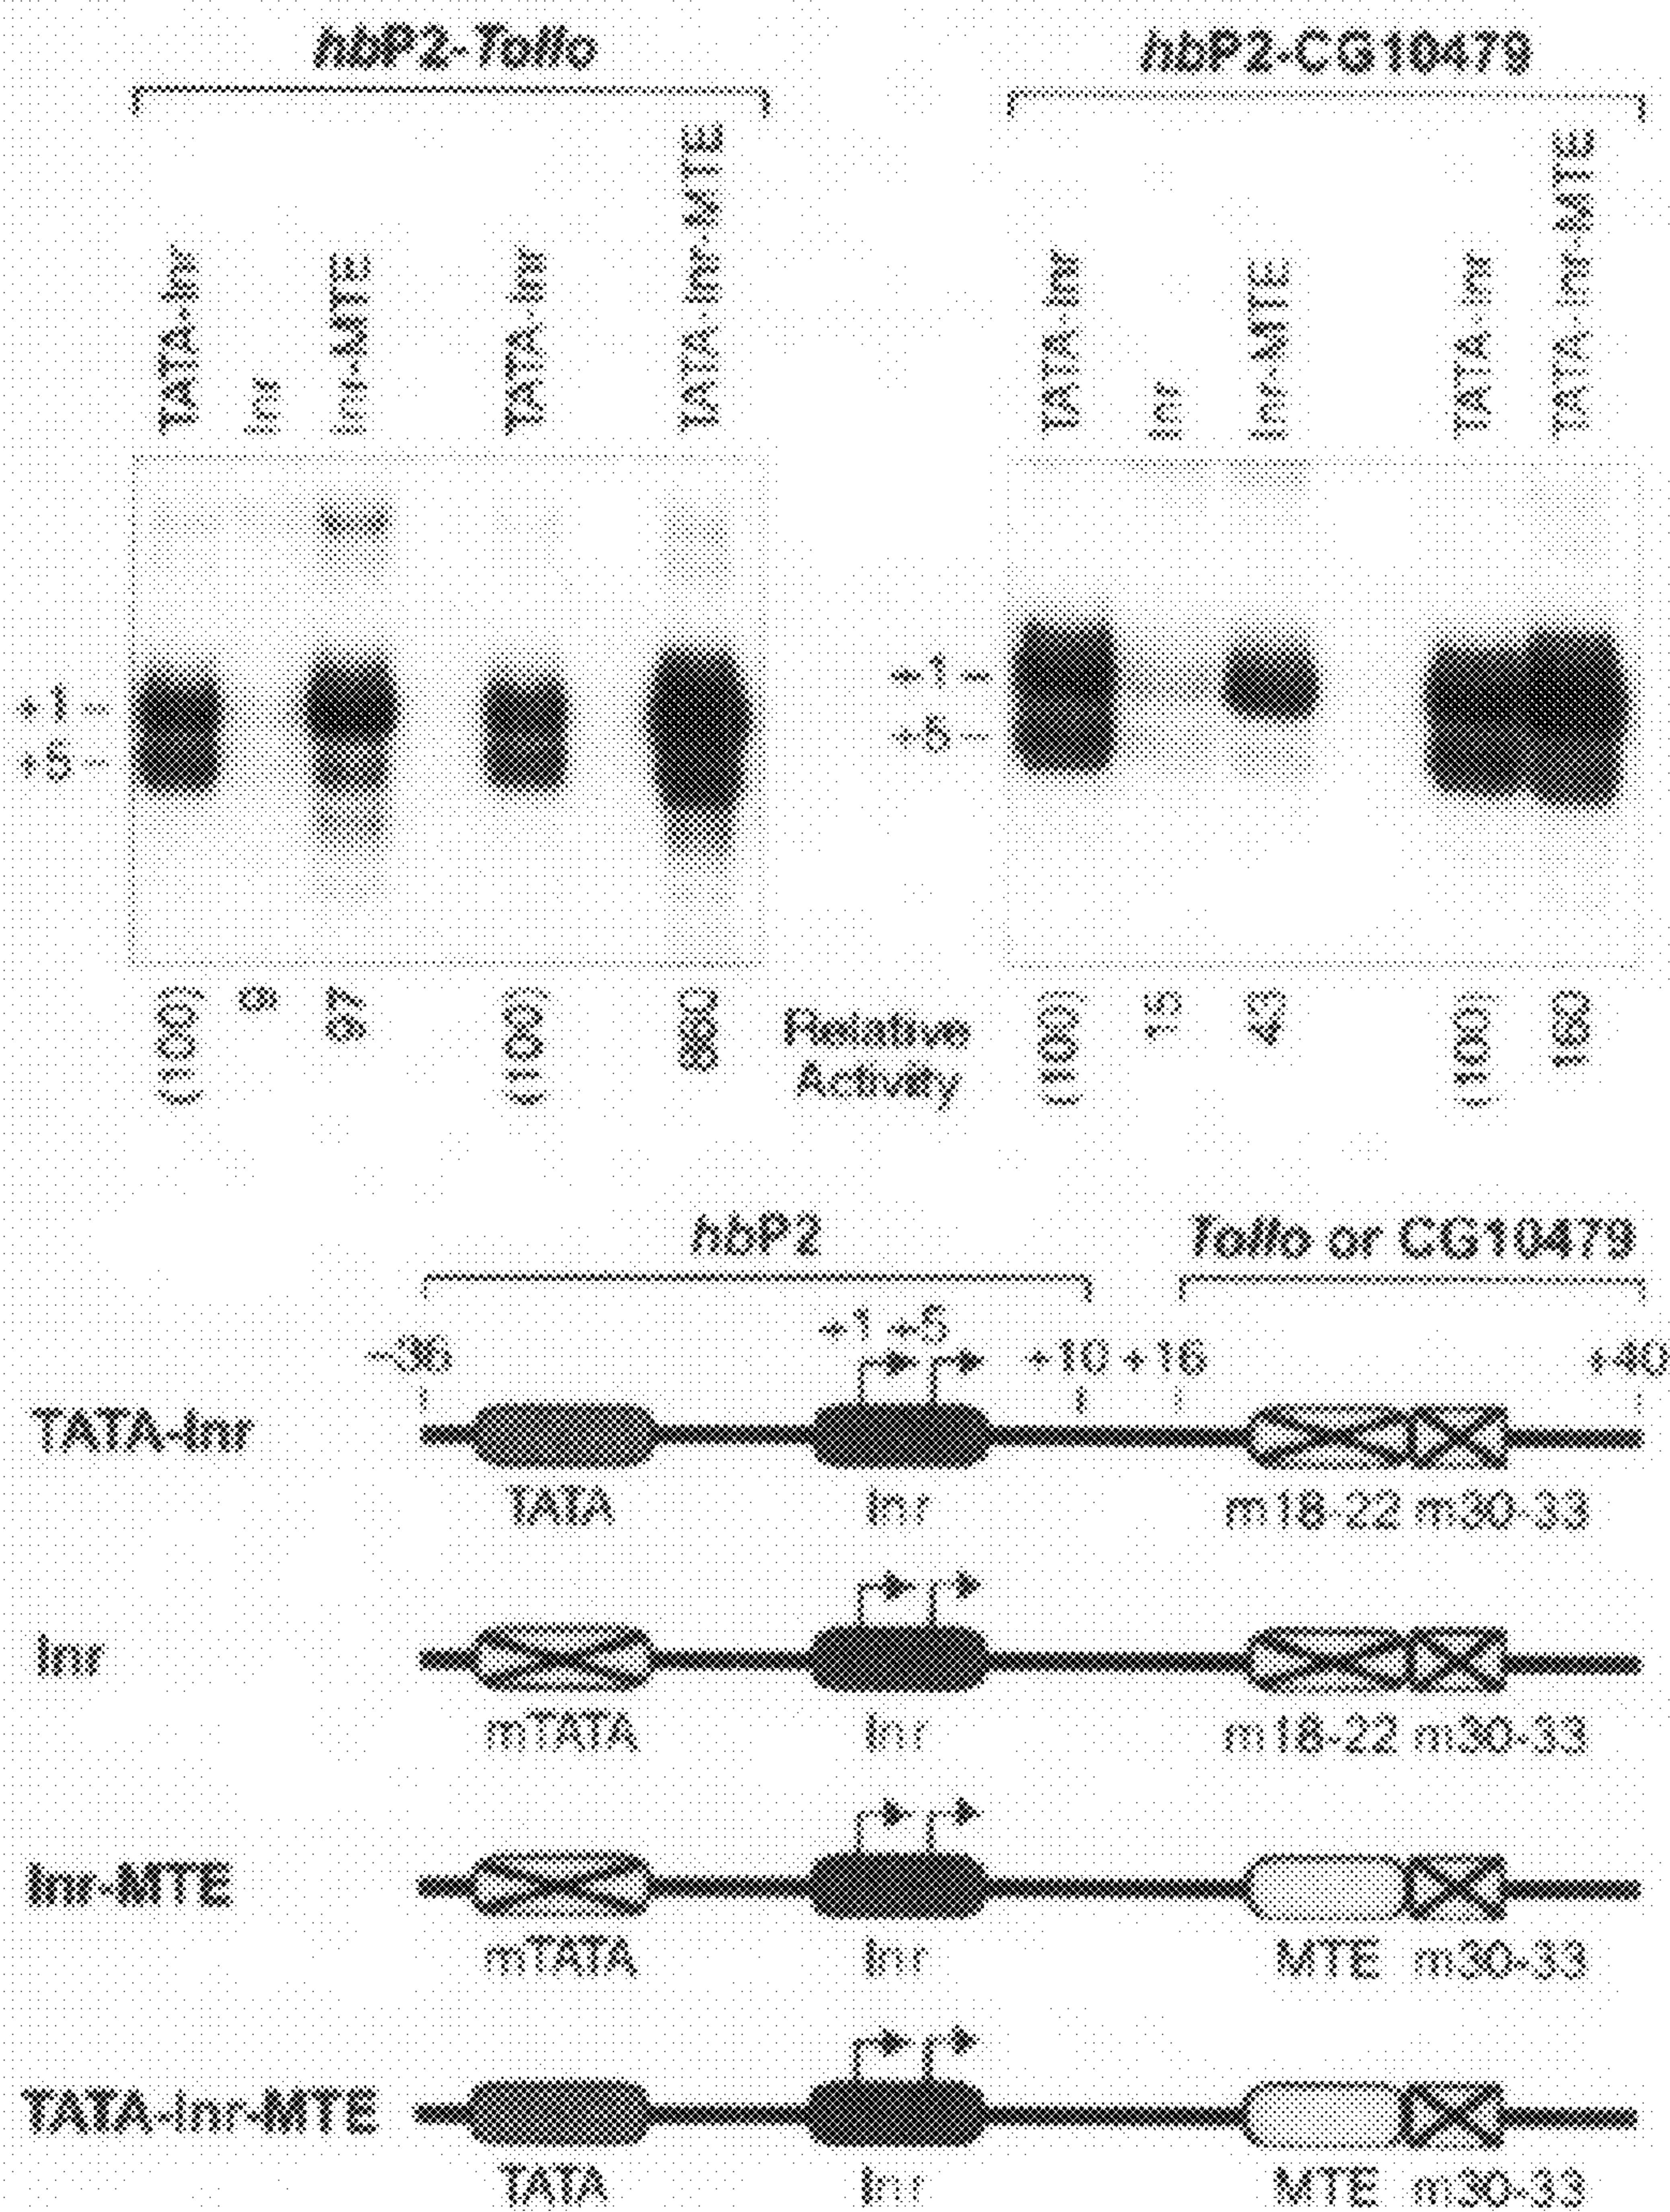 hbP2-Tollo
hbP2-CG10479
TATA-Inr
Inr
Inr-MTE
TATA-Inr
TATA-Inr-MTE
TATA-Inr
Inr
Inr-MTE
TATA-Inr
TATA-Inr-MTE
+1
+5
+1
+5
(100)
9
97
(100)
Relative
Activity
(100)
15
43
(100)
180
hbP2
Tollo or CG10479
+1 +5
-36
+10 +16
+40
TATA-Inr
TATA
Inr
m18-22 m30-33
Inr
mTATA
Inr
m18-22 m30-33
Inr-MTE
mTATA
Inr
MTE m30-33
TATA-Inr-MTE
TATA
Inr
MTE m30-33